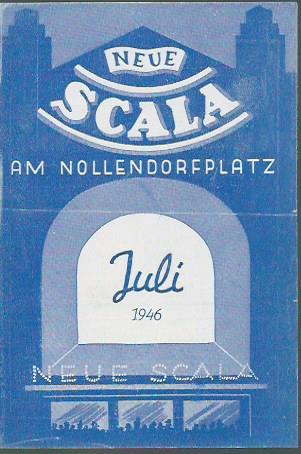 NEUE
SCALA
AM NOLLENDORFPLATZ
Juli
1946
NEUE SCALA